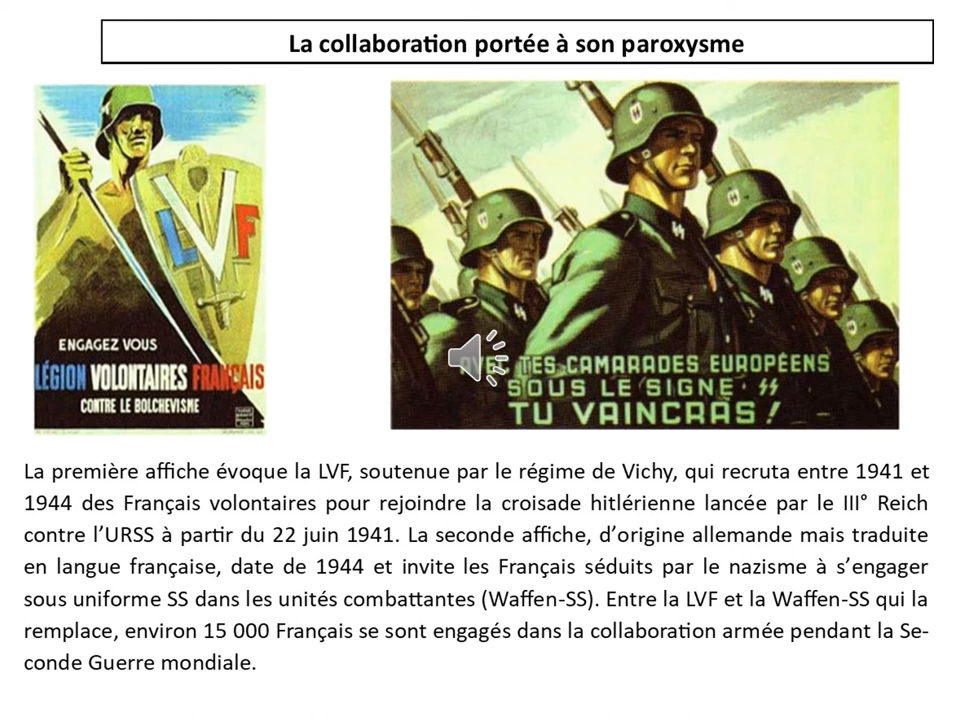 La collaboration portée à son paroxysme
LVF
ENGAGEZ VOUS
LÉGION VOLONTAIRES FRANÇAIS
CONTRE LE BOLCHEVISME
AVEC TES CAMARADES EUROPÉENS
SOUS LE SIGNE ᛋᛋ
TU VAINCRAS !
La première affiche évoque la LVF, soutenue par le régime de Vichy, qui recruta entre 1941 et
1944 des Français volontaires pour rejoindre la croisade hitlérienne lancée par le III° Reich
contre l’URSS à partir du 22 juin 1941. La seconde affiche, d’origine allemande mais traduite
en langue française, date de 1944 et invite les Français séduits par le nazisme à s’engager
sous uniforme SS dans les unités combattantes (Waffen-SS). Entre la LVF et la Waffen-SS qui la
remplace, environ 15 000 Français se sont engagés dans la collaboration armée pendant la Se-
conde Guerre mondiale.